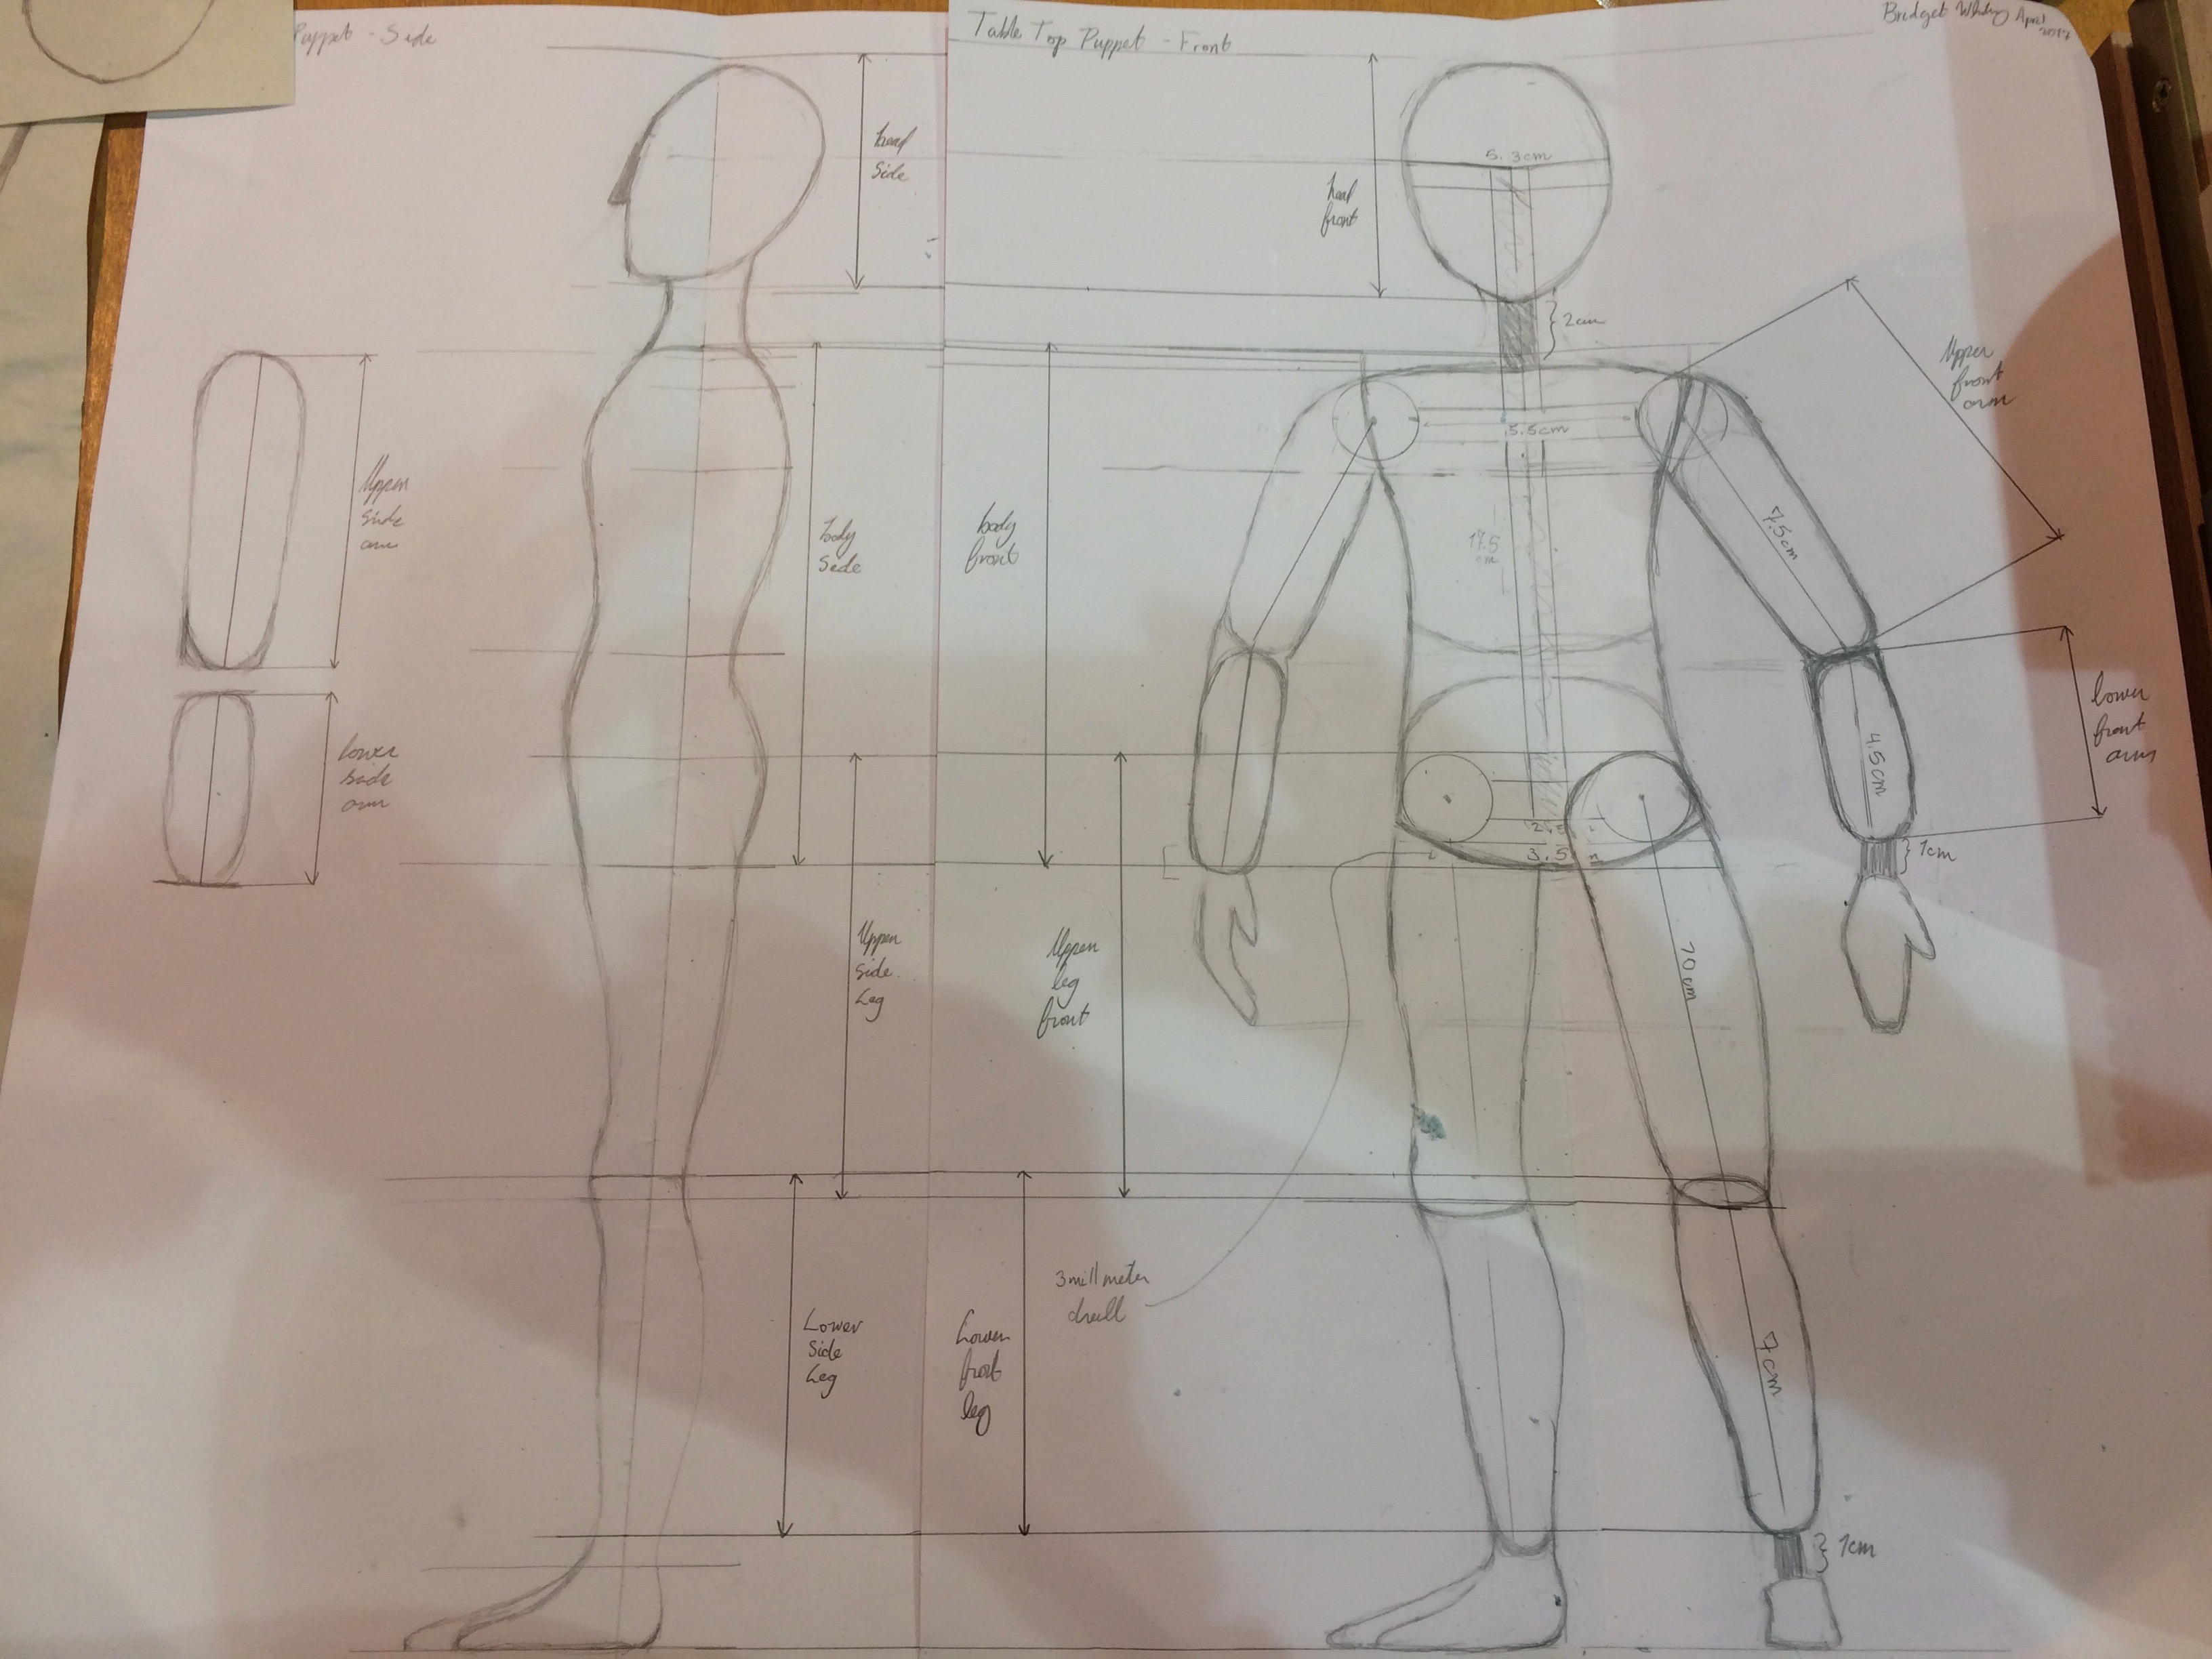 Puppet - Side
Table Top Puppet - Front
Bridget April
2017
head
side
head
front
5.3cm
2cm
Upper
front
arm
Upper
side
arm
body
side
body
front
5.5cm
17.5
cm
7.5cm
lower
front
arm
4.5cm
1cm
lower
side
arm
3.5
Upper
side
Leg
Upper
leg
front
10cm
3millmeter
drill
Lower
side
Leg
Lower
front
leg
7cm
1cm